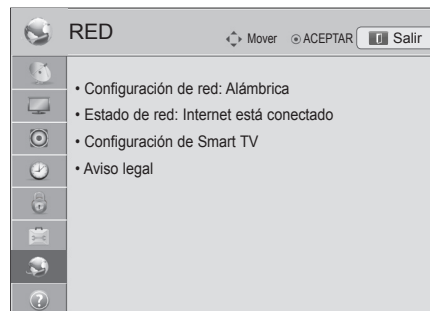 RED
Mover ACEPTAR Salir
• Configuración de red: Alámbrica
• Estado de red: Internet está conectado
• Configuración de Smart TV
• Aviso legal